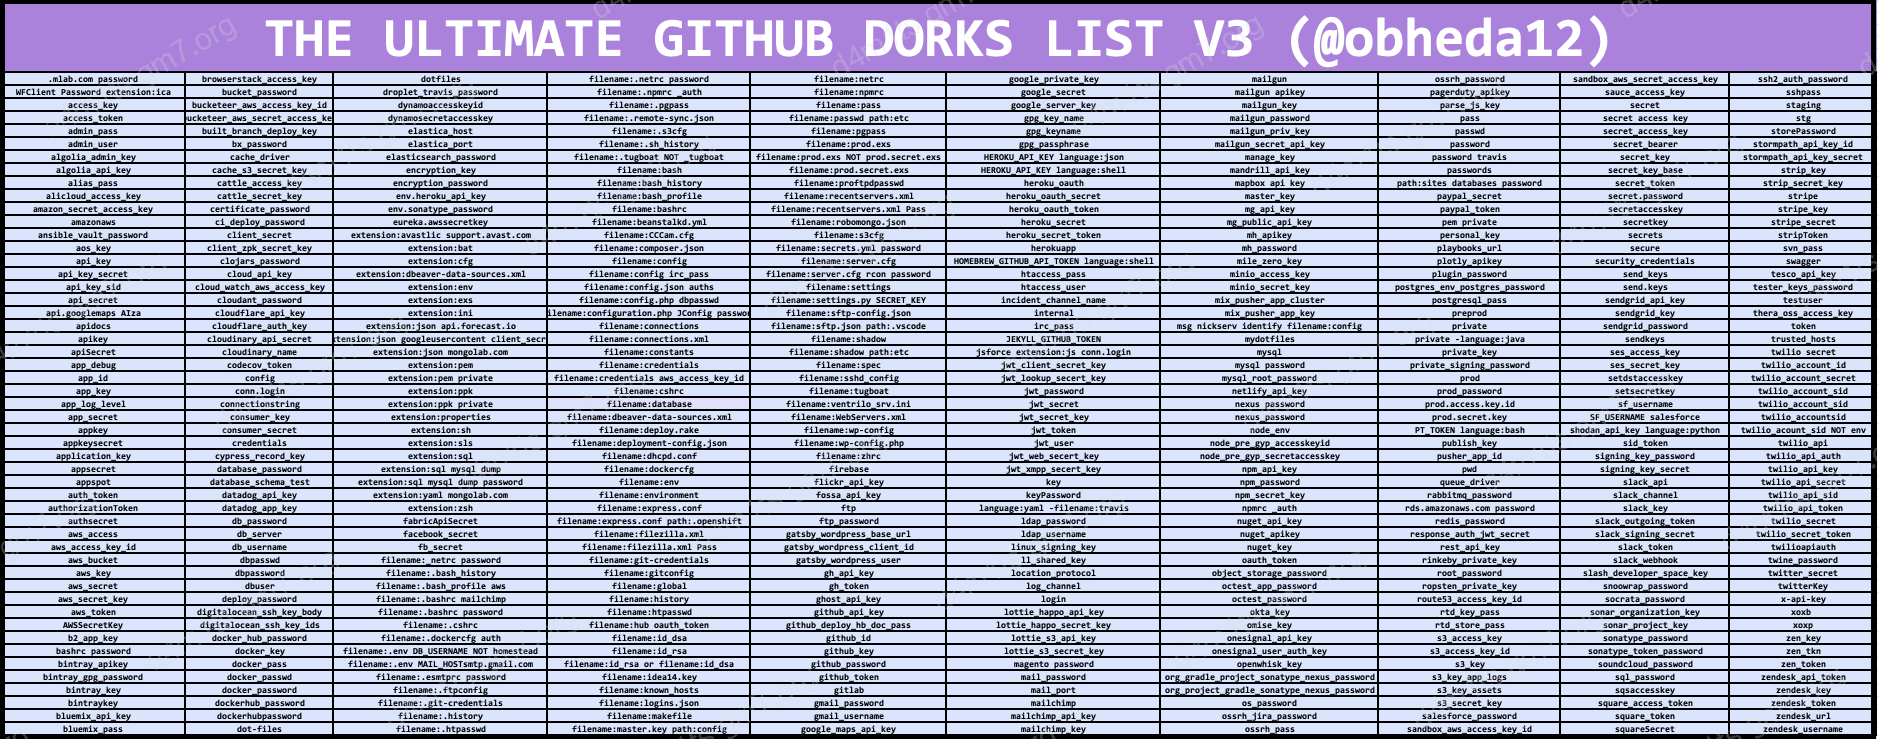 THE ULTIMATE GITHUB DORKS LIST V3 (@obheda12)
.mlab.com password browserstack_access_key dotfiles filename:.netrc password filename:netrc google_private_key mailgun ossrh_password sandbox_aws_secret_access_key ssh2_auth_password
WFClient Password extension:ica bucket_password droplet_travis_password filename:.npmrc _auth filename:npmrc google_secret mailgun apikey pagerduty_apikey sauce_access_key sshpass
access_key bucketeer_aws_access_key_id dynamoaccesskeyid filename:.pgpass filename:pass google_server_key mailgun_key parse_js_key secret staging
access_token ucketeer_aws_secret_access_ke dynamosecretaccesskey filename:.remote-sync.json filename:passwd path:etc gpg_key_name mailgun_password pass secret access key stg
admin_pass built_branch_deploy_key elastica_host filename:.s3cfg filename:pgpass gpg_keyname mailgun_priv_key passwd secret_access_key storePassword
admin_user bx_password elastica_port filename:.sh_history filename:prod.exs gpg_passphrase mailgun_secret_api_key password secret_bearer stormpath_api_key_id
algolia_admin_key cache_driver elasticsearch_password filename:.tugboat NOT _tugboat filename:prod.exs NOT prod.secret.exs HEROKU_API_KEY language:json manage_key password travis secret_key stormpath_api_key_secret
algolia_api_key cache_s3_secret_key encryption_key filename:bash filename:prod.secret.exs HEROKU_API_KEY language:shell mandrill_api_key passwords secret_key_base strip_key
alias_pass cattle_access_key encryption_password filename:bash_history filename:proftpdpasswd heroku_oauth mapbox api key path:sites databases password secret_token strip_secret_key
alicloud_access_key cattle_secret_key env.heroku_api_key filename:bash_profile filename:recentservers.xml heroku_oauth_secret master_key paypal_secret secret.password stripe
amazon_secret_access_key certificate_password env.sonatype_password filename:bashrc filename:recentservers.xml Pass heroku_oauth_token mg_api_key paypal_token secretaccesskey stripe_key
amazonaws ci_deploy_password eureka.awssecretkey filename:beanstalkd.yml filename:robomongo.json heroku_secret mg_public_api_key pem private secretkey stripe_secret
ansible_vault_password client_secret extension:avastlic support.avast.com filename:CCCam.cfg filename:s3cfg heroku_secret_token mh_apikey personal_key secrets stripToken
aos_key client_zpk_secret_key extension:bat filename:composer.json filename:secrets.yml password herokuapp mh_password playbooks_url secure svn_pass
api_key clojars_password extension:cfg filename:config filename:server.cfg HOMEBREW_GITHUB_API_TOKEN language:shell mile_zero_key plotly_apikey security_credentials swagger
api_key_secret cloud_api_key extension:dbeaver-data-sources.xml filename:config irc_pass filename:server.cfg rcon password htaccess_pass minio_access_key plugin_password send_keys tesco_api_key
api_key_sid cloud_watch_aws_access_key extension:env filename:config.json auths filename:settings htaccess_user minio_secret_key postgres_env_postgres_password send.keys tester_keys_password
api_secret cloudant_password extension:exs filename:config.php dbpasswd filename:settings.py SECRET_KEY incident_channel_name mix_pusher_app_cluster postgresql_pass sendgrid_api_key testuser
api.googlemaps AIza cloudflare_api_key extension:ini ilename:configuration.php JConfig passwor filename:sftp-config.json internal mix_pusher_app_key preprod sendgrid_key thera_oss_access_key
apidocs cloudflare_auth_key extension:json api.forecast.io filename:connections filename:sftp.json path:.vscode irc_pass msg nickserv identify filename:config private sendgrid_password token
apikey cloudinary_api_secret tension:json googleusercontent client_secr filename:connections.xml filename:shadow JEKYLL_GITHUB_TOKEN mydotfiles private -language:java sendkeys trusted_hosts
apiSecret cloudinary_name extension:json mongolab.com filename:constants filename:shadow path:etc jsforce extension:js conn.login mysql private_key ses_access_key twilio secret
app_debug codecov_token extension:pem filename:credentials filename:spec jwt_client_secret_key mysql password private_signing_password ses_secret_key twilio_account_id
app_id config extension:pem private filename:credentials aws_access_key_id filename:sshd_config jwt_lookup_secert_key mysql_root_password prod setdstaccesskey twilio_account_secret
app_key conn.login extension:ppk filename:cshrc filename:tugboat jwt_password netlify_api_key prod_password setsecretkey twilio_account_sid
app_log_level connectionstring extension:ppk private filename:database filename:ventrilo_srv.ini jwt_secret nexus password prod.access.key.id sf_username twilio_account_sid
app_secret consumer_key extension:properties filename:dbeaver-data-sources.xml filename:WebServers.xml jwt_secret_key nexus_password prod.secret.key SF_USERNAME salesforce twilio_accountsid
appkey consumer_secret extension:sh filename:deploy.rake filename:wp-config jwt_token node_env PT_TOKEN language:bash shodan_api_key language:python twilio_acount_sid NOT env
appkeysecret credentials extension:sls filename:deployment-config.json filename:wp-config.php jwt_user node_pre_gyp_accesskeyid publish_key sid_token twilio_api
application_key cypress_record_key extension:sql filename:dhcpd.conf filename:zhrc jwt_web_secert_key node_pre_gyp_secretaccesskey pusher_app_id signing_key_password twilio_api_auth
appsecret database_password extension:sql mysql dump filename:dockercfg firebase jwt_xmpp_secert_key npm_api_key pwd signing_key_secret twilio_api_key
appspot database_schema_test extension:sql mysql dump password filename:env flickr_api_key key npm_password queue_driver slack_api twilio_api_secret
auth_token datadog_api_key extension:yaml mongolab.com filename:environment fossa_api_key keyPassword npm_secret_key rabbitmq_password slack_channel twilio_api_sid
authorizationToken datadog_app_key extension:zsh filename:express.conf ftp language:yaml -filename:travis npmrc _auth rds.amazonaws.com password slack_key twilio_api_token
authsecret db_password fabricApiSecret filename:express.conf path:.openshift ftp_password ldap_password nuget_api_key redis_password slack_outgoing_token twilio_secret
aws_access db_server facebook_secret filename:filezilla.xml gatsby_wordpress_base_url ldap_username nuget_apikey response_auth_jwt_secret slack_signing_secret twilio_secret_token
aws_access_key_id db_username fb_secret filename:filezilla.xml Pass gatsby_wordpress_client_id linux_signing_key nuget_key rest_api_key slack_token twilioapiauth
aws_bucket dbpasswd filename:_netrc password filename:git-credentials gatsby_wordpress_user ll_shared_key oauth_token rinkeby_private_key slack_webhook twine_password
aws_key dbpassword filename:.bash_history filename:gitconfig gh_api_key location_protocol object_storage_password root_password slash_developer_space_key twitter_secret
aws_secret dbuser filename:.bash_profile aws filename:global gh_token log_channel octest_app_password ropsten_private_key snoowrap_password twitterKey
aws_secret_key deploy_password filename:.bashrc mailchimp filename:history ghost_api_key login octest_password route53_access_key_id socrata_password x-api-key
aws_token digitalocean_ssh_key_body filename:.bashrc password filename:htpasswd github_api_key lottie_happo_api_key okta_key rtd_key_pass sonar_organization_key xoxb
AWSSecretKey digitalocean_ssh_key_ids filename:.cshrc filename:hub oauth_token github_deploy_hb_doc_pass lottie_happo_secret_key omise_key rtd_store_pass sonar_project_key xoxp
b2_app_key docker_hub_password filename:.dockercfg auth filename:id_dsa github_id lottie_s3_api_key onesignal_api_key s3_access_key sonatype_password zen_key
bashrc password docker_key filename:.env DB_USERNAME NOT homestead filename:id_rsa github_key lottie_s3_secret_key onesignal_user_auth_key s3_access_key_id sonatype_token_password zen_tkn
bintray_apikey docker_pass filename:.env MAIL_HOSTsmtp.gmail.com filename:id_rsa or filename:id_dsa github_password magento password openwhisk_key s3_key soundcloud_password zen_token
bintray_gpg_password docker_passwd filename:.esmtprc password filename:idea14.key github_token mail_password org_gradle_project_sonatype_nexus_password s3_key_app_logs sql_password zendesk_api_token
bintray_key docker_password filename:.ftpconfig filename:known_hosts gitlab mail_port org_project_gradle_sonatype_nexus_password s3_key_assets sqsaccesskey zendesk_key
bintraykey dockerhub_password filename:.git-credentials filename:logins.json gmail_password mailchimp os_password s3_secret_key square_access_token zendesk_token
bluemix_api_key dockerhubpassword filename:.history filename:makefile gmail_username mailchimp_api_key ossrh_jira_password salesforce_password square_token zendesk_url
bluemix_pass dot-files filename:.htpasswd filename:master.key path:config google_maps_api_key mailchimp_key ossrh_pass sandbox_aws_access_key_id squareSecret zendesk_username